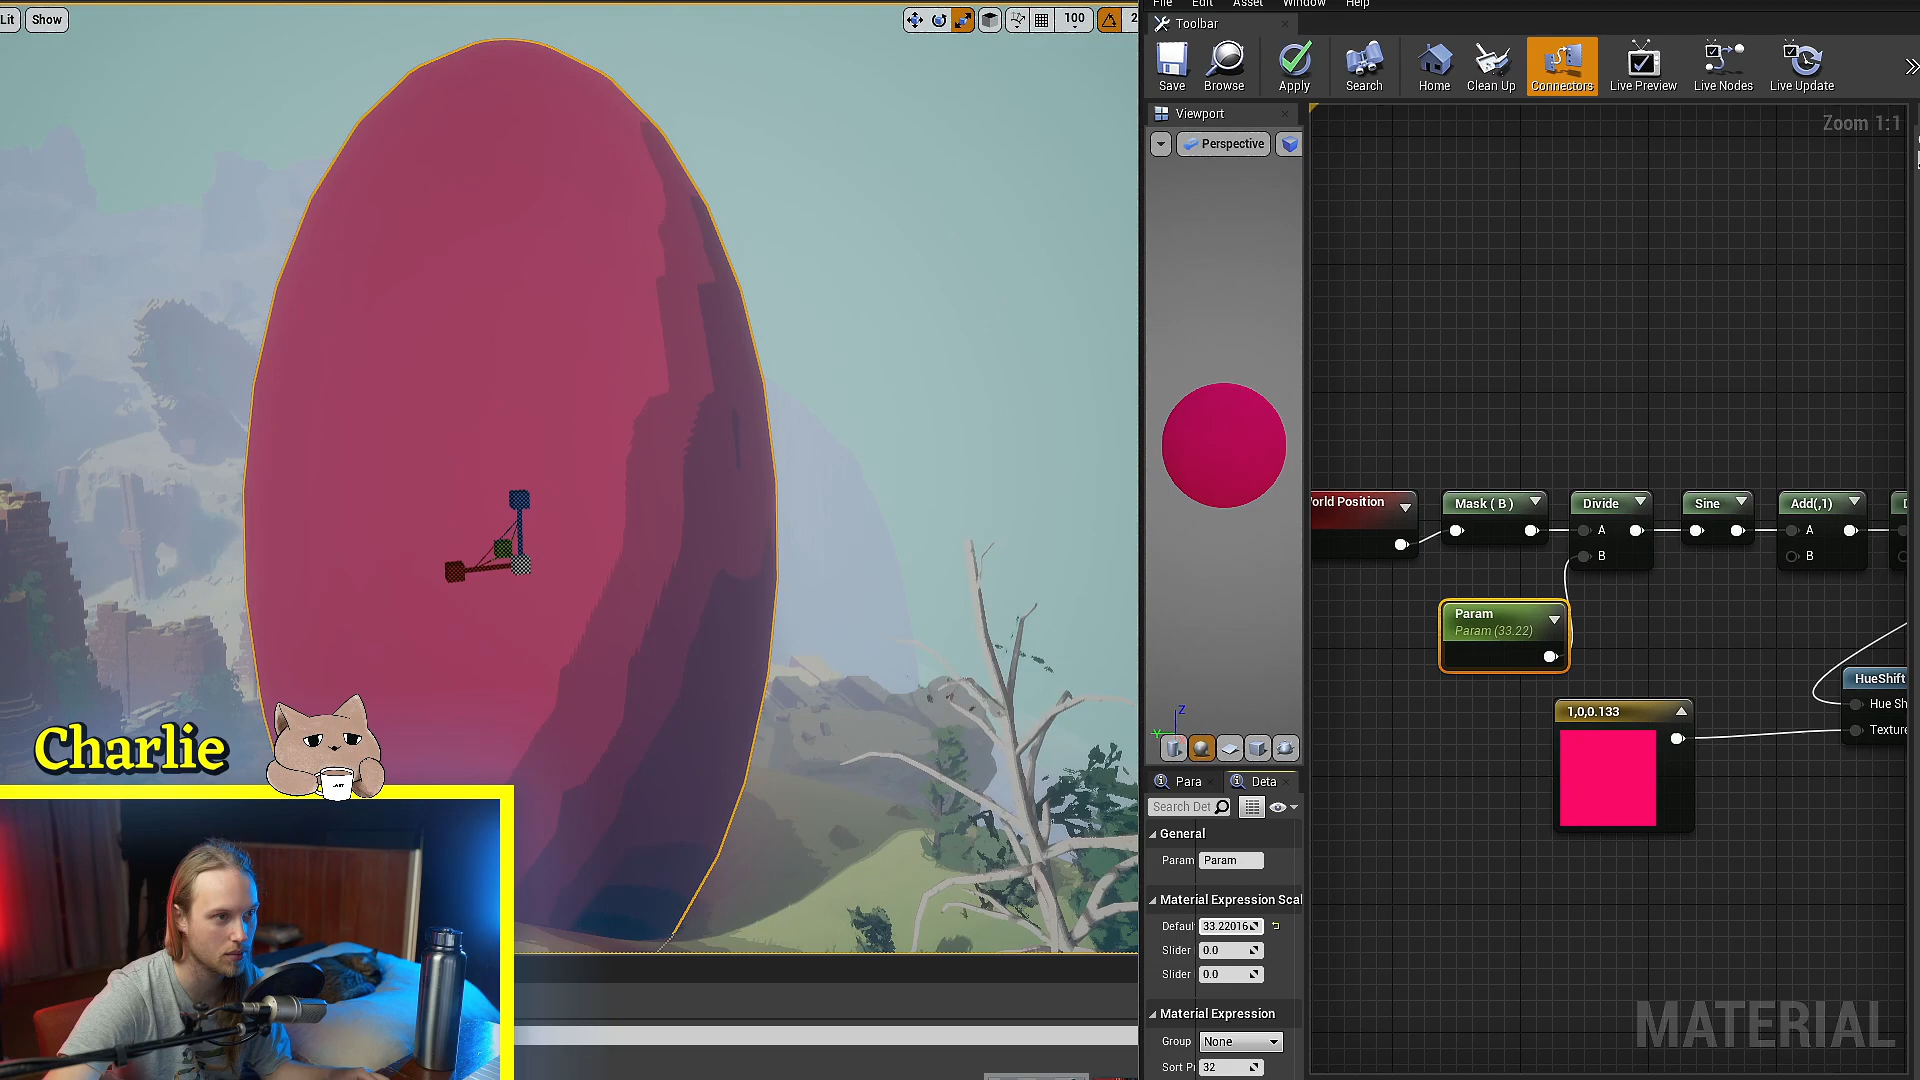 Lit
Show
100
2
File Edit Asset Window Help
Toolbar
Save
Browse
Apply
Search
Home
Clean Up
Connectors
Live Preview
Live Nodes
Live Update
Viewport
Perspective
Zoom 1:1
orld Position
Mask ( B )
Divide
A
B
Sine
Add(,1)
A
B
Param
Param (33.22)
1,0,0.133
HueShift
Hue Sh
Texture
Z
Y
Para
Deta
Search Det
General
Param
Param
Material Expression Scal
Defaul
33.22016
Slider
0.0
Slider
0.0
Material Expression
Group
None
Sort Pr
32
MATERIAL
Charlie